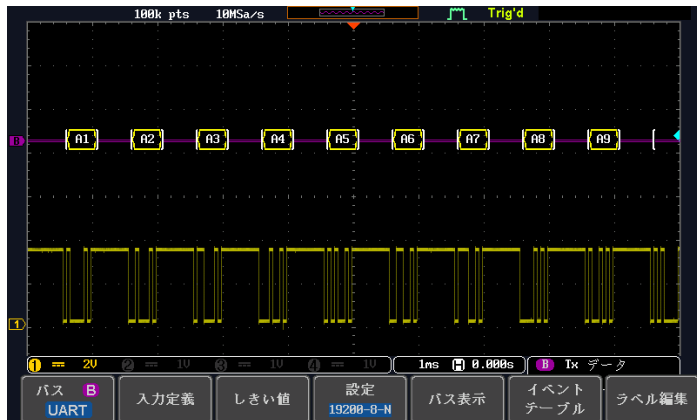 100k pts 10MSa/s Trig'd
B A1 A2 A3 A4 A5 A6 A7 A8 A9
1
1 2V 2 1V 3 1V 4 1V 1ms H 0.000s B Tx データ
バス B 入力定義 しきい値 設定 バス表示 イベント ラベル編集
UART 19200-8-N テーブル